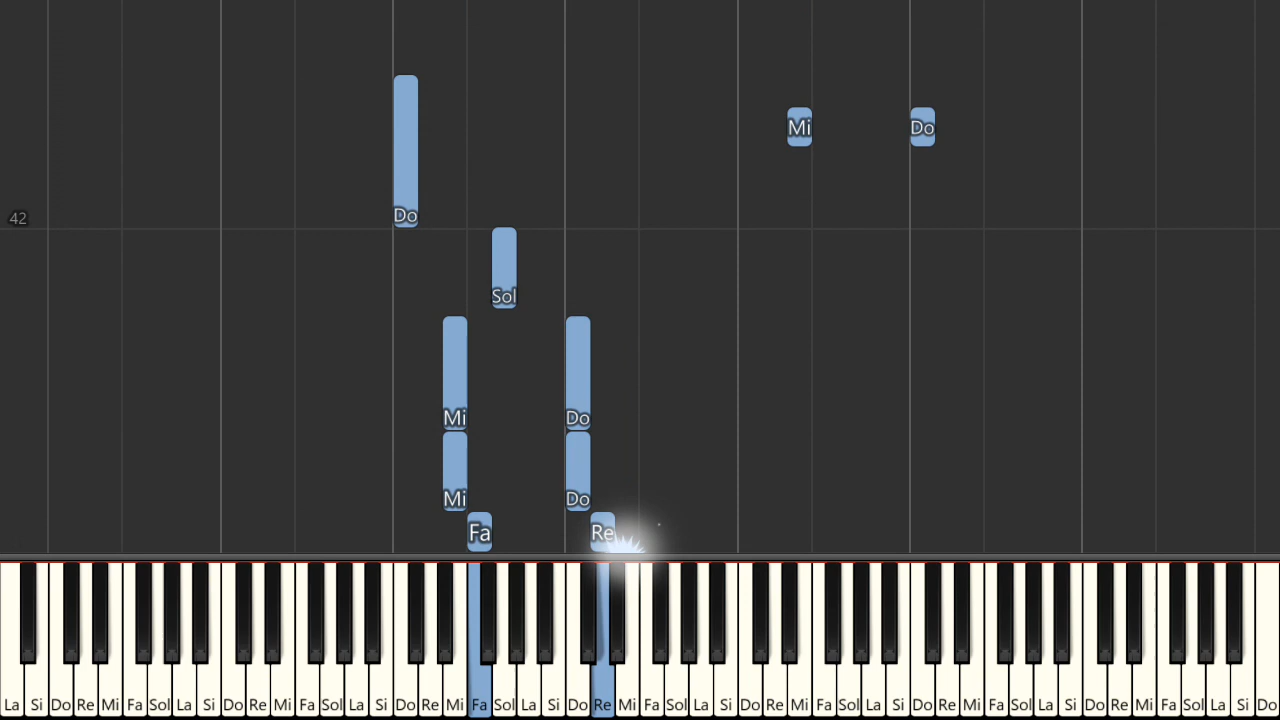 Mi Do
Do
42
Sol
Mi Do
Mi Do
Fa Re
La Si Do Re Mi Fa Sol La Si Do Re Mi Fa Sol La Si Do Re Mi Fa Sol La Si Do Re Mi Fa Sol La Si Do Re Mi Fa Sol La Si Do Re Mi Fa Sol La Si Do Re Mi Fa Sol La Si Do